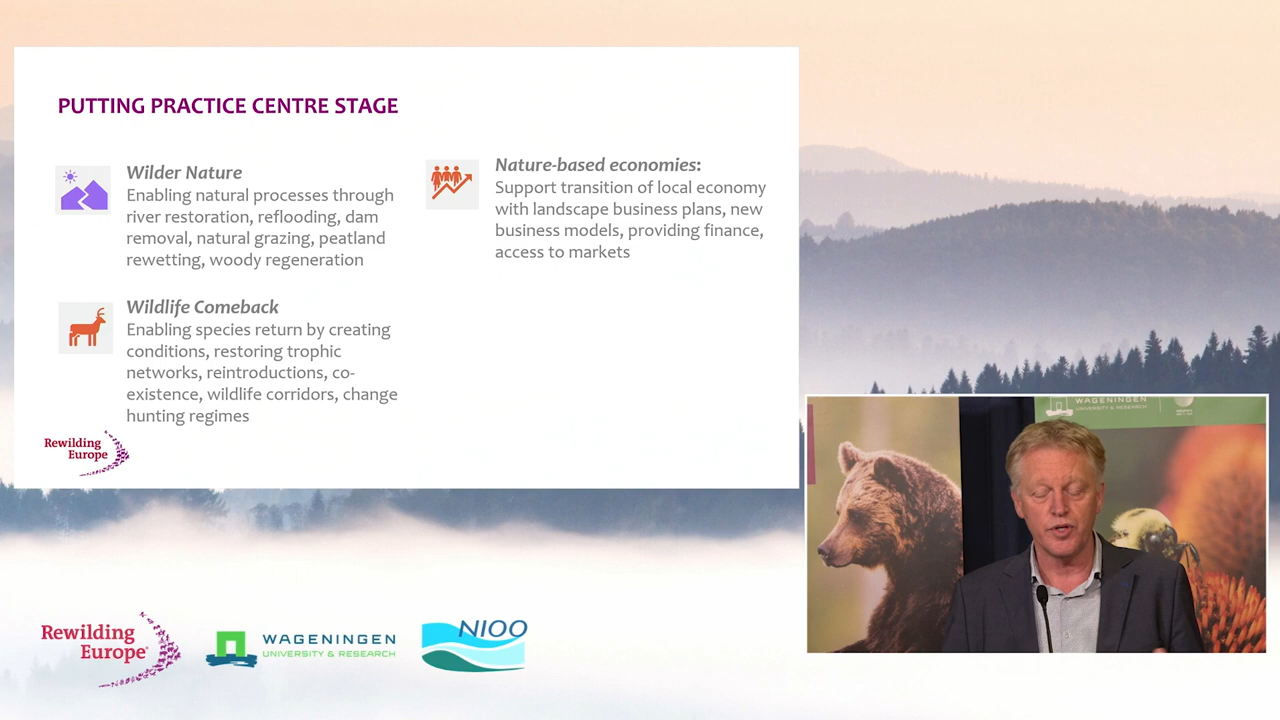 PUTTING PRACTICE CENTRE STAGE
Wilder Nature
Enabling natural processes through
river restoration, reflooding, dam
removal, natural grazing, peatland
rewetting, woody regeneration
Wildlife Comeback
Enabling species return by creating
conditions, restoring trophic
networks, reintroductions, co-
existence, wildlife corridors, change
hunting regimes
Nature-based economies:
Support transition of local economy
with landscape business plans, new
business models, providing finance,
access to markets
Rewilding
Europe
WAGENINGEN
UNIVERSITY & RESEARCH
Rewilding
Europe
WAGENINGEN
UNIVERSITY & RESEARCH
NIOO